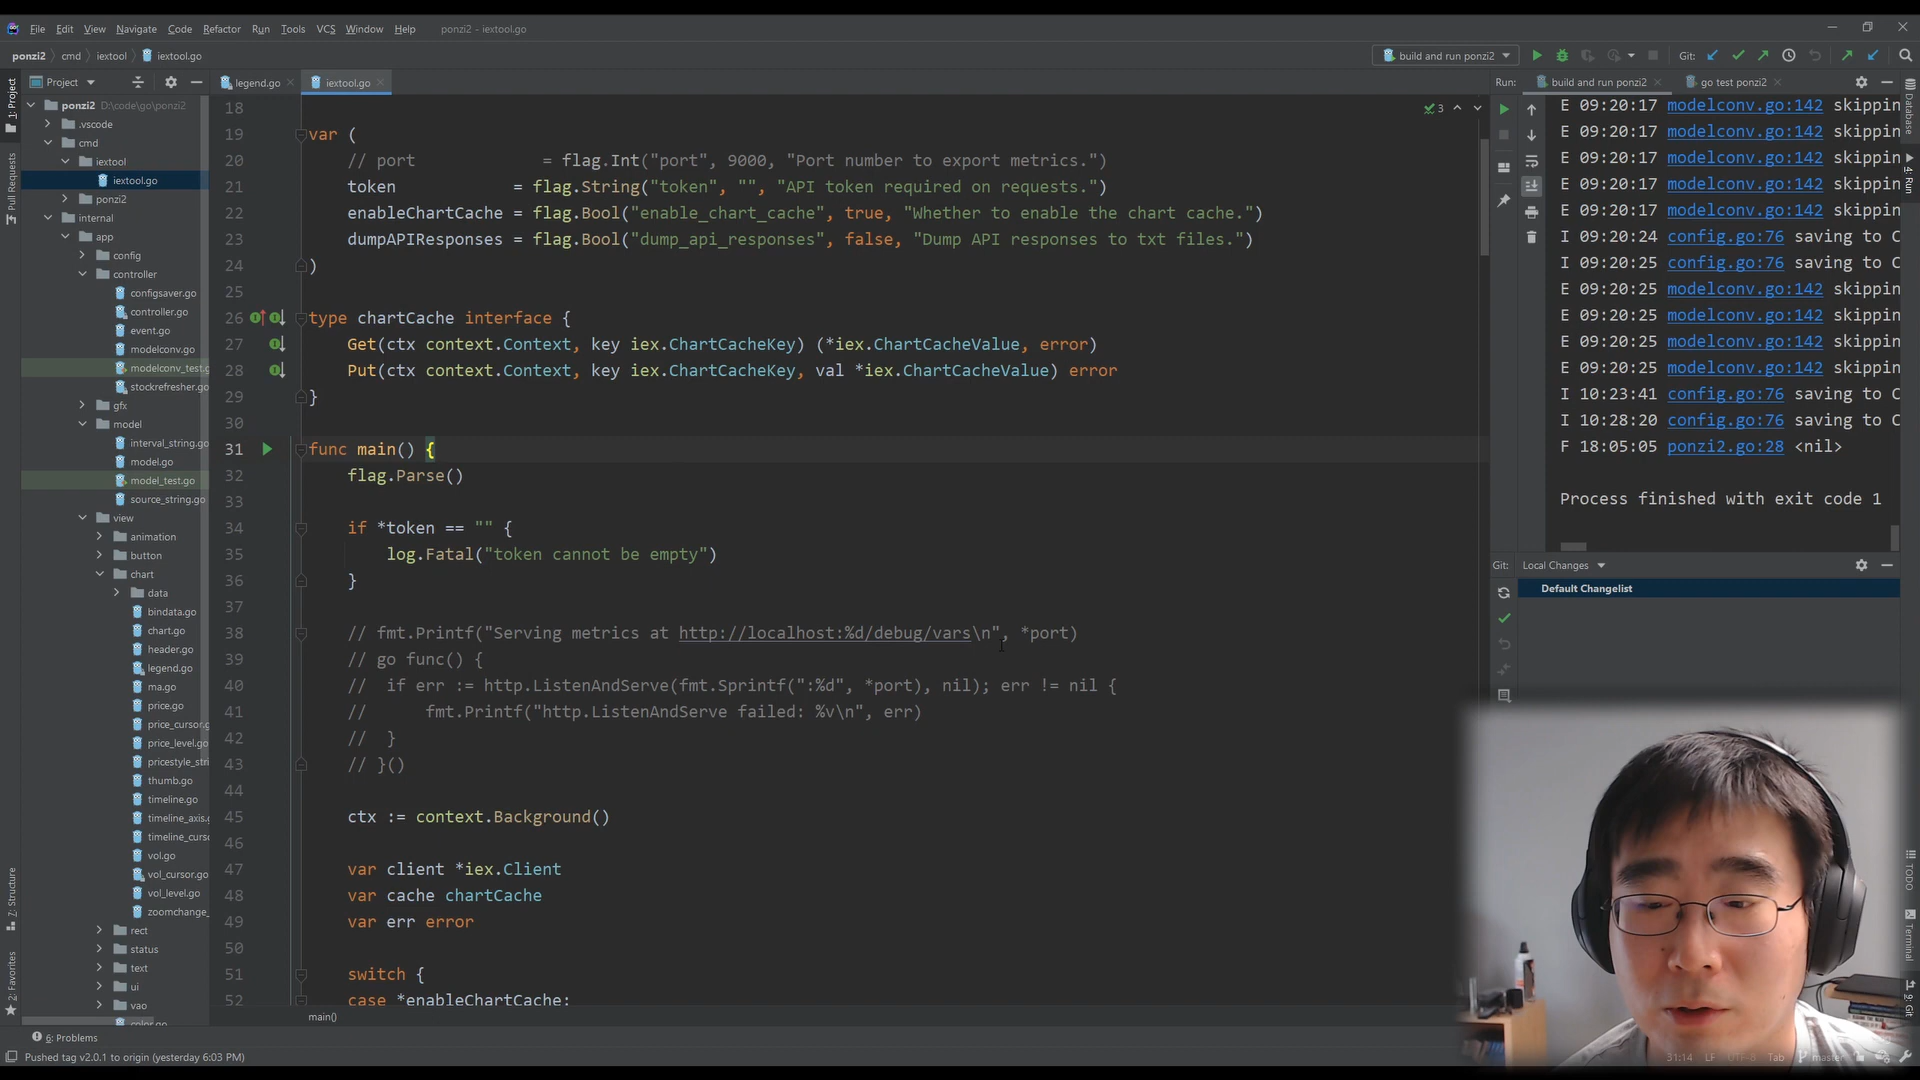 File Edit View Navigate Code Refactor Run Tools VCS Window Help ponzi2 - iextool.go
ponzi2 cmd iextool iextool.go build and run ponzi2 Git:
Project legend.go iextool.go Run: build and run ponzi2 go test ponzi2
1: Project
Pull Requests
7: Structure
2: Favorites
ponzi2 D:\code\go\ponzi2
.vscode
cmd
iextool
iextool.go
ponzi2
internal
app
config
controller
configsaver.go
controller.go
event.go
modelconv.go
modelconv_test.g
stockrefresher.go
gfx
model
interval_string.go
model.go
model_test.go
source_string.go
view
animation
button
chart
data
bindata.go
chart.go
header.go
legend.go
ma.go
price.go
price_cursor.g
price_level.go
pricestyle_stri
thumb.go
timeline.go
timeline_axis.g
timeline_curso
vol.go
vol_cursor.go
vol_level.go
zoomchange_
rect
status
text
ui
vao
color.go
3
18
19 var (
20 // port = flag.Int("port", 9000, "Port number to export metrics.")
21 token = flag.String("token", "", "API token required on requests.")
22 enableChartCache = flag.Bool("enable_chart_cache", true, "Whether to enable the chart cache.")
23 dumpAPIResponses = flag.Bool("dump_api_responses", false, "Dump API responses to txt files.")
24 )
25
26 type chartCache interface {
27 Get(ctx context.Context, key iex.ChartCacheKey) (*iex.ChartCacheValue, error)
28 Put(ctx context.Context, key iex.ChartCacheKey, val *iex.ChartCacheValue) error
29 }
30
31 func main() {
32 flag.Parse()
33
34 if *token == "" {
35 log.Fatal("token cannot be empty")
36 }
37
38 // fmt.Printf("Serving metrics at http://localhost:%d/debug/vars\n", *port)
39 // go func() {
40 // if err := http.ListenAndServe(fmt.Sprintf(":%d", *port), nil); err != nil {
41 // fmt.Printf("http.ListenAndServe failed: %v\n", err)
42 // }
43 // }()
44
45 ctx := context.Background()
46
47 var client *iex.Client
48 var cache chartCache
49 var err error
50
51 switch {
52 case *enableChartCache:
main()
E 09:20:17 modelconv.go:142 skippin
E 09:20:17 modelconv.go:142 skippin
E 09:20:17 modelconv.go:142 skippin
E 09:20:17 modelconv.go:142 skippin
E 09:20:17 modelconv.go:142 skippin
I 09:20:24 config.go:76 saving to C
I 09:20:25 config.go:76 saving to C
E 09:20:25 modelconv.go:142 skippin
E 09:20:25 modelconv.go:142 skippin
E 09:20:25 modelconv.go:142 skippin
E 09:20:25 modelconv.go:142 skippin
I 10:23:41 config.go:76 saving to C
I 10:28:20 config.go:76 saving to C
F 18:05:05 ponzi2.go:28 <nil>
Process finished with exit code 1
Git: Local Changes
Default Changelist
Database
4: Run
TODO
Terminal
9: Git
6: Problems
Pushed tag v2.0.1 to origin (yesterday 6:03 PM)
31:14 LF UTF-8 Tab master